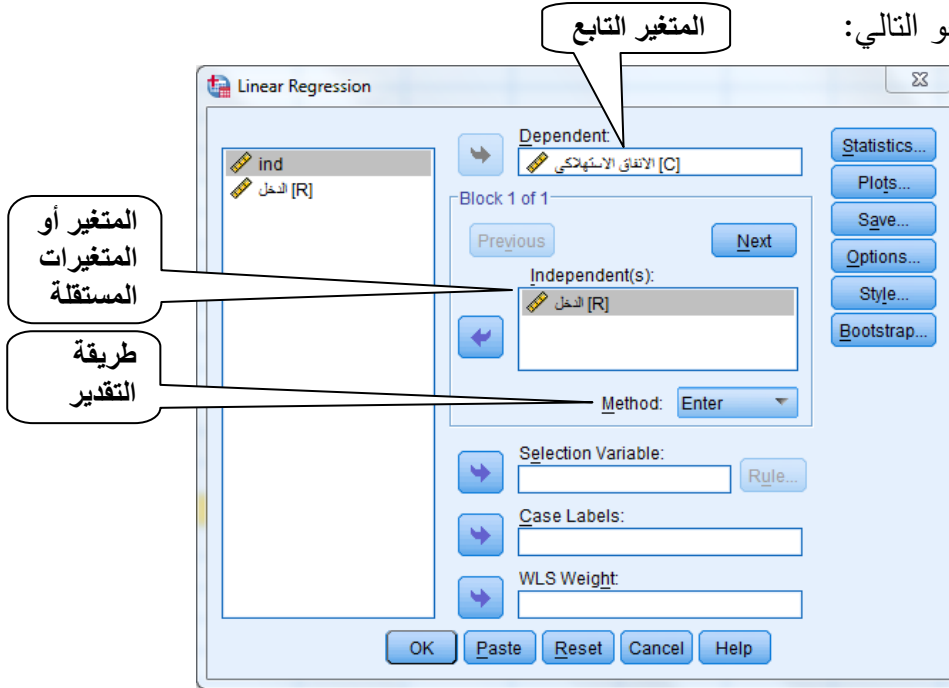 و التالي:
المتغير التابع
Linear Regression
ind
الدخل [R]
Dependent:
الانفاق الاستهلاكي [C]
Block 1 of 1
Previous
Next
Independent(s):
الدخل [R]
Method: Enter
Selection Variable:
Rule...
Case Labels:
WLS Weight:
Statistics...
Plots...
Save...
Options...
Style...
Bootstrap...
المتغير أو
المتغيرات
المستقلة
طريقة
التقدير
OK Paste Reset Cancel Help